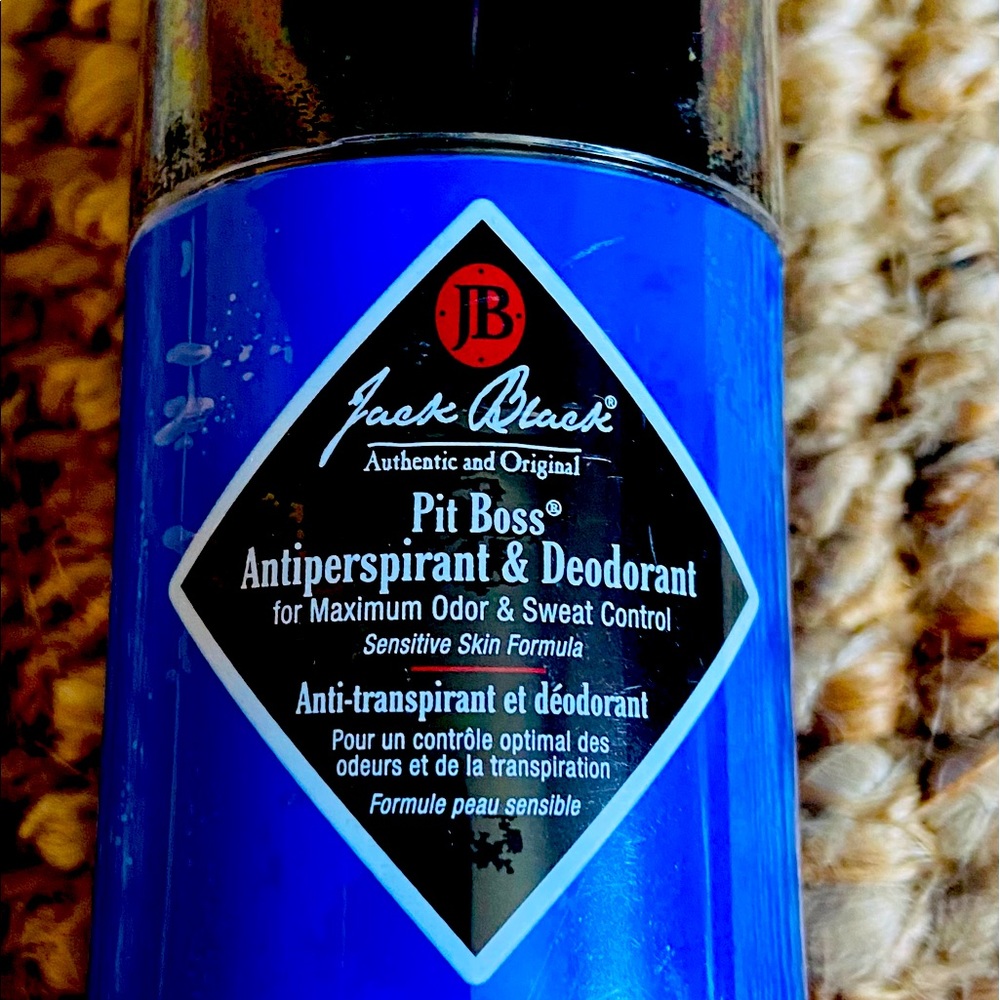 JB
Jack Black®
Authentic and Original
Pit Boss®
Antiperspirant & Deodorant
for Maximum Odor & Sweat Control
Sensitive Skin Formula
Anti-transpirant et déodorant
Pour un contrôle optimal des
odeurs et de la transpiration
Formule peau sensible